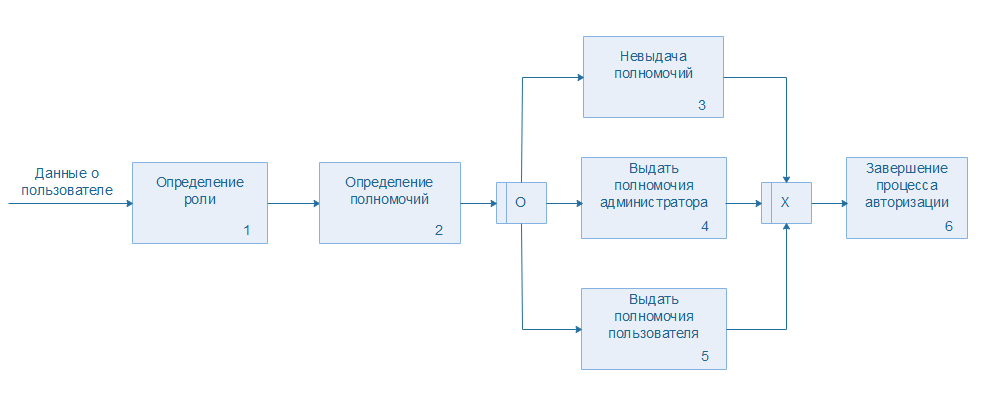 Данные о
пользователе
Определение
роли
1
Определение
полномочий
2
O
Невыдача
полномочий
3
Выдать
полномочия
администратора
4
Выдать
полномочия
пользователя
5
X
Завершение
процесса
авторизации
6